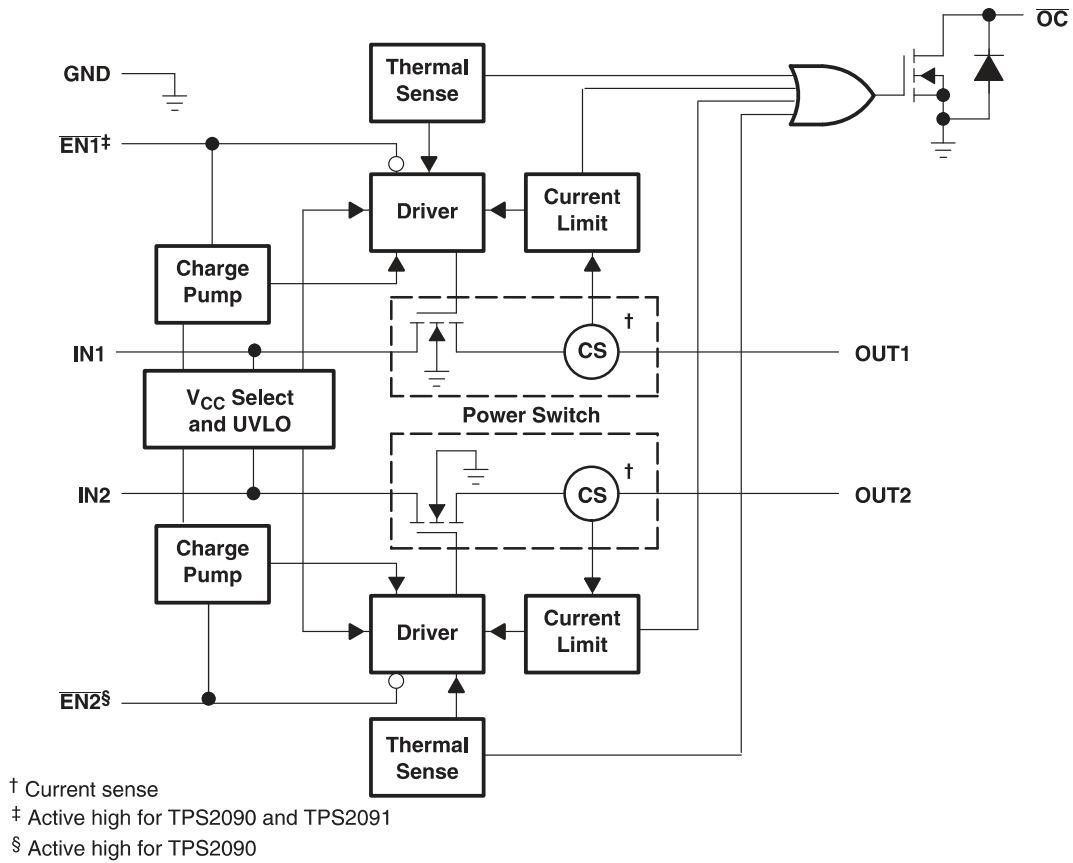 OC
GND
Thermal
Sense
EN1‡
Driver
Current
Limit
Charge
Pump
†
IN1
CS
OUT1
VCC Select
and UVLO
Power Switch
†
IN2
CS
OUT2
Charge
Pump
Driver
Current
Limit
EN2§
Thermal
Sense
† Current sense
‡ Active high for TPS2090 and TPS2091
§ Active high for TPS2090